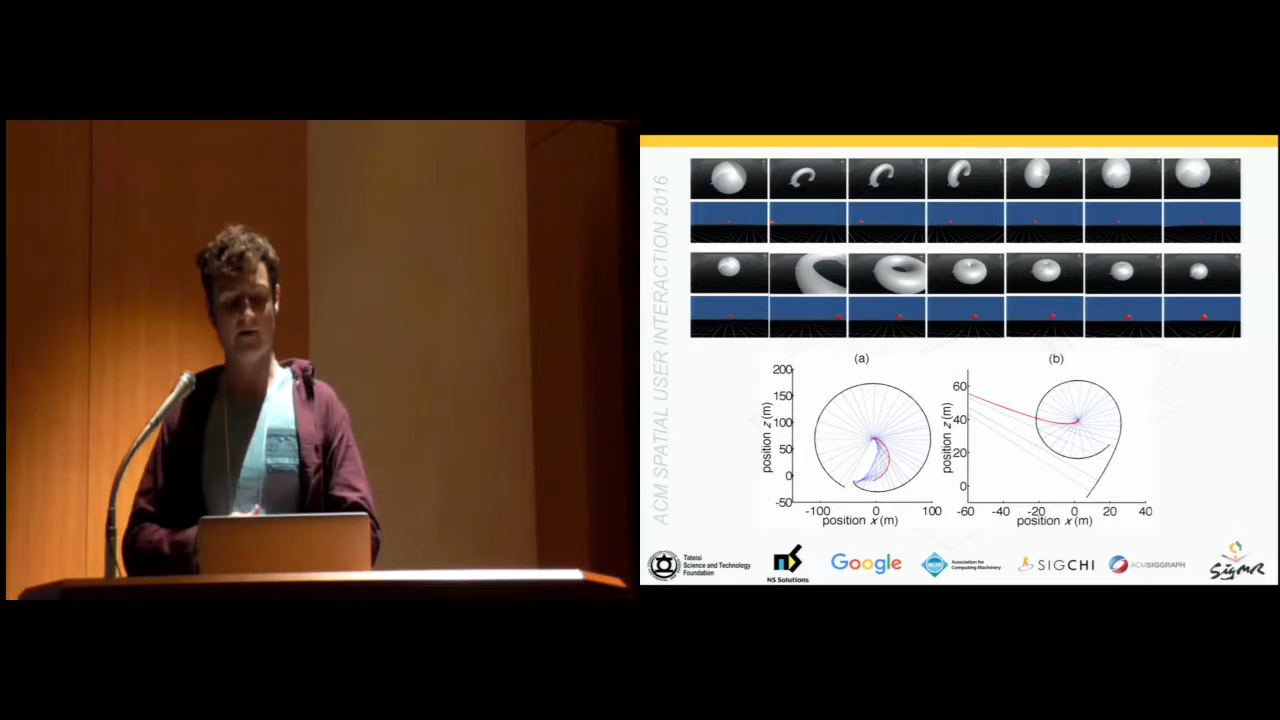 ACM SPATIAL USER INTERACTION 2016
(a)
(b)
200
150
100
50
0
-50
position z (m)
-100
0
100
position x (m)
60
40
20
0
position z (m)
-60
-40
-20
0
20
40
position x (m)
Tateisi
Science and Technology
Foundation
NS Solutions
Google
acm
Association for
Computing Machinery
SIGCHI
ACMSIGGRAPH
SigMR